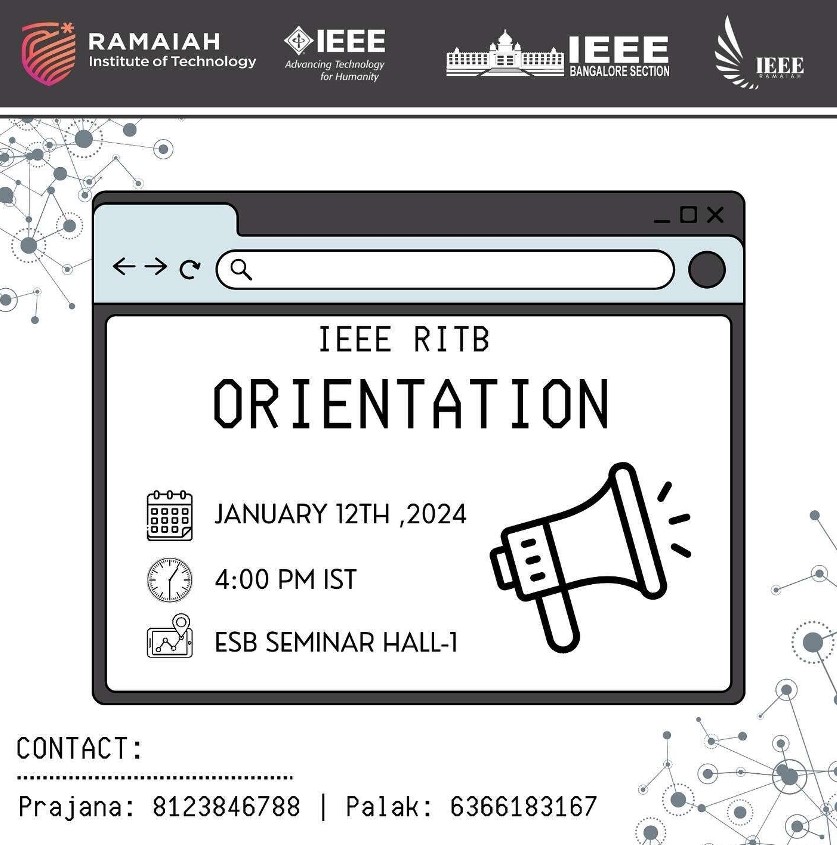 RAMAIAH
Institute of Technology
IEEE
Advancing Technology
for Humanity
IEEE
BANGALORE SECTION
IEEE
RAMAIAH
IEEE RITB
ORIENTATION
JANUARY 12TH ,2024
4:00 PM IST
ESB SEMINAR HALL-1
CONTACT:
Prajana: 8123846788 | Palak: 6366183167